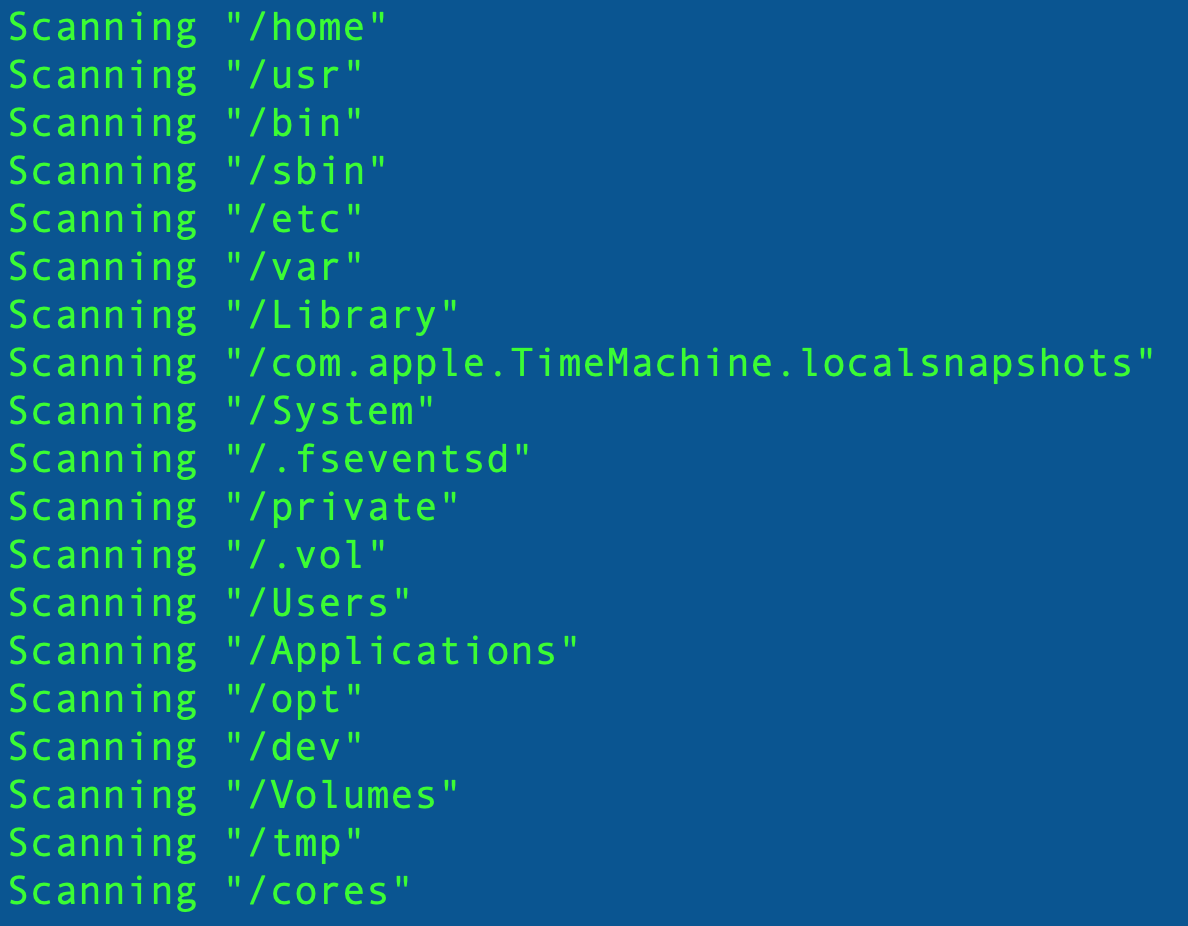 Scanning "/home"
Scanning "/usr"
Scanning "/bin"
Scanning "/sbin"
Scanning "/etc"
Scanning "/var"
Scanning "/Library"
Scanning "/com.apple.TimeMachine.localsnapshots"
Scanning "/System"
Scanning "/.fseventsd"
Scanning "/private"
Scanning "/.vol"
Scanning "/Users"
Scanning "/Applications"
Scanning "/opt"
Scanning "/dev"
Scanning "/Volumes"
Scanning "/tmp"
Scanning "/cores"